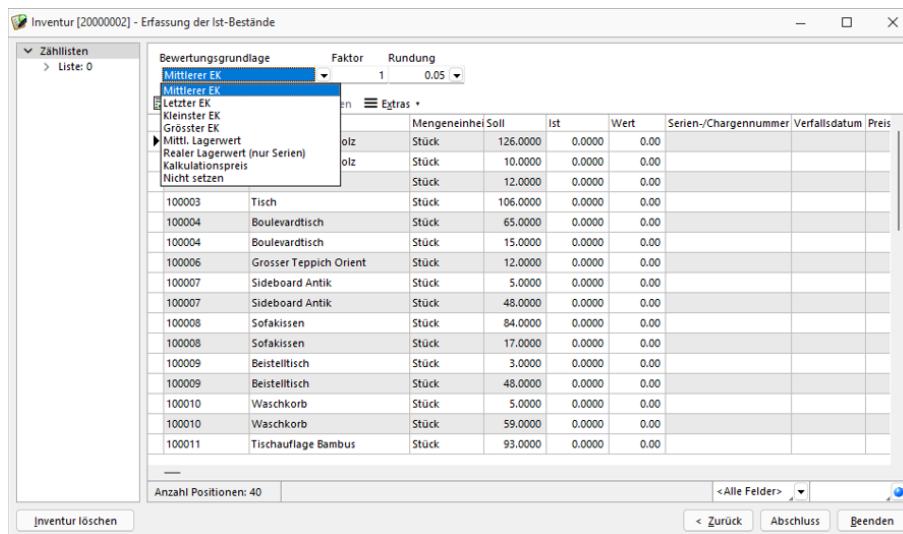 Inventur [20000002] - Erfassung der Ist-Bestände
Zähllisten
Liste: 0
Bewertungsgrundlage Faktor Rundung
Mittlerer EK 1 0.05
Mittlerer EK
Letzter EK
Kleinster EK
Grösster EK
Mittl. Lagerwert
Realer Lagerwert (nur Serien)
Kalkulationspreis
Nicht setzen
Extras
Mengeneinhei Soll Ist Wert Serien-/Chargennummer Verfallsdatum Preis
Stück 126.0000 0.0000 0.00
Stück 10.0000 0.0000 0.00
Stück 12.0000 0.0000 0.00
100003 Tisch Stück 106.0000 0.0000 0.00
100004 Boulevardtisch Stück 65.0000 0.0000 0.00
100004 Boulevardtisch Stück 15.0000 0.0000 0.00
100006 Grosser Teppich Orient Stück 12.0000 0.0000 0.00
100007 Sideboard Antik Stück 5.0000 0.0000 0.00
100007 Sideboard Antik Stück 48.0000 0.0000 0.00
100008 Sofakissen Stück 84.0000 0.0000 0.00
100008 Sofakissen Stück 17.0000 0.0000 0.00
100009 Beistelltisch Stück 3.0000 0.0000 0.00
100009 Beistelltisch Stück 48.0000 0.0000 0.00
100010 Waschkorb Stück 5.0000 0.0000 0.00
100010 Waschkorb Stück 59.0000 0.0000 0.00
100011 Tischauflage Bambus Stück 93.0000 0.0000 0.00
Anzahl Positionen: 40 <Alle Felder>
Inventur löschen < Zurück Abschluss Beenden